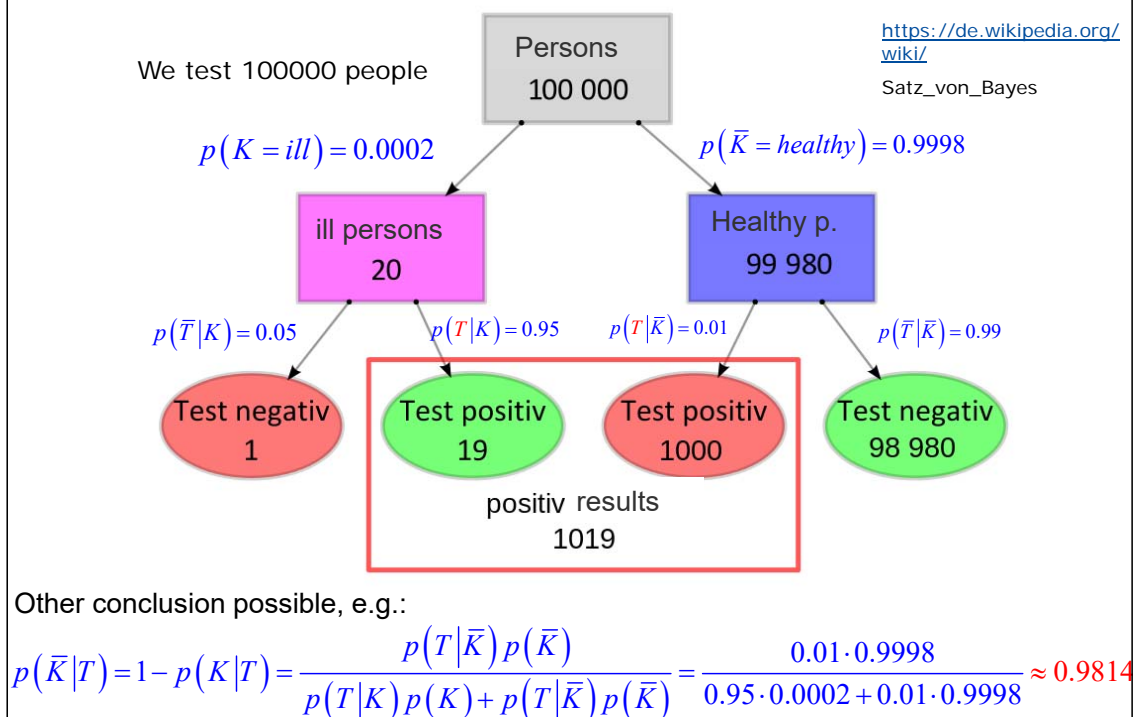 We test 100000 people
Persons
100 000
https://de.wikipedia.org/
wiki/
Satz_von_Bayes
p(K = ill) = 0.0002
p(K̅ = healthy) = 0.9998
ill persons
20
Healthy p.
99 980
p(T̅|K) = 0.05
p(T|K) = 0.95
p(T|K̅) = 0.01
p(T̅|K̅) = 0.99
Test negativ
1
Test positiv
19
Test positiv
1000
Test negativ
98 980
positiv results
1019
Other conclusion possible, e.g.:
p(K̅|T) = 1 − p(K|T) = p(T|K̅) p(K̅) / (p(T|K) p(K) + p(T|K̅) p(K̅)) = 0.01·0.9998 / (0.95·0.0002 + 0.01·0.9998) ≈ 0.9814